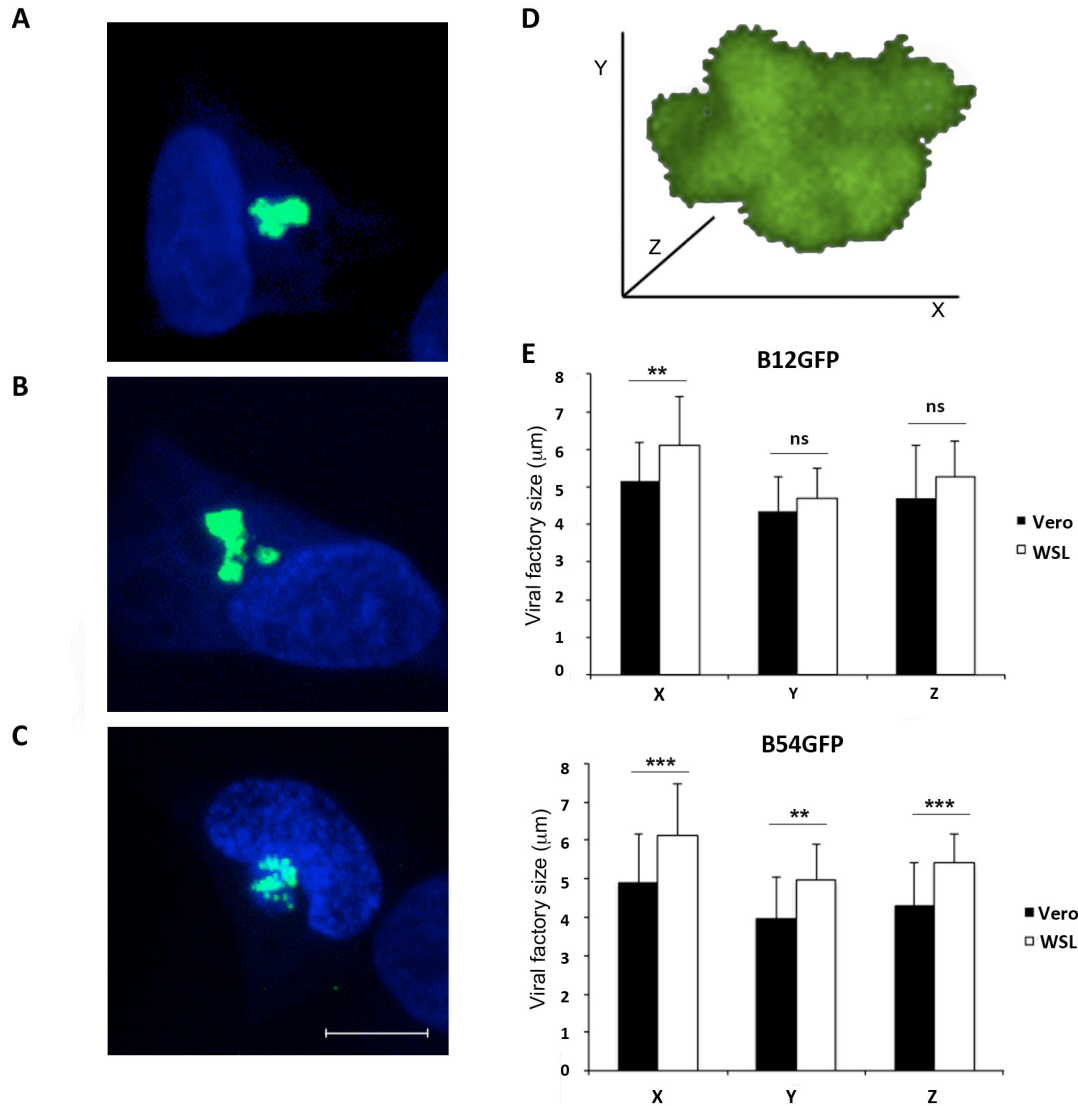 A
B
C
D
Y
Z
X
E
B12GFP
Viral factory size (μm)
8
7
6
5
4
3
2
1
0
**
ns
ns
X
Y
Z
Vero
WSL
B54GFP
Viral factory size (μm)
8
7
6
5
4
3
2
1
0
***
**
***
X
Y
Z
Vero
WSL